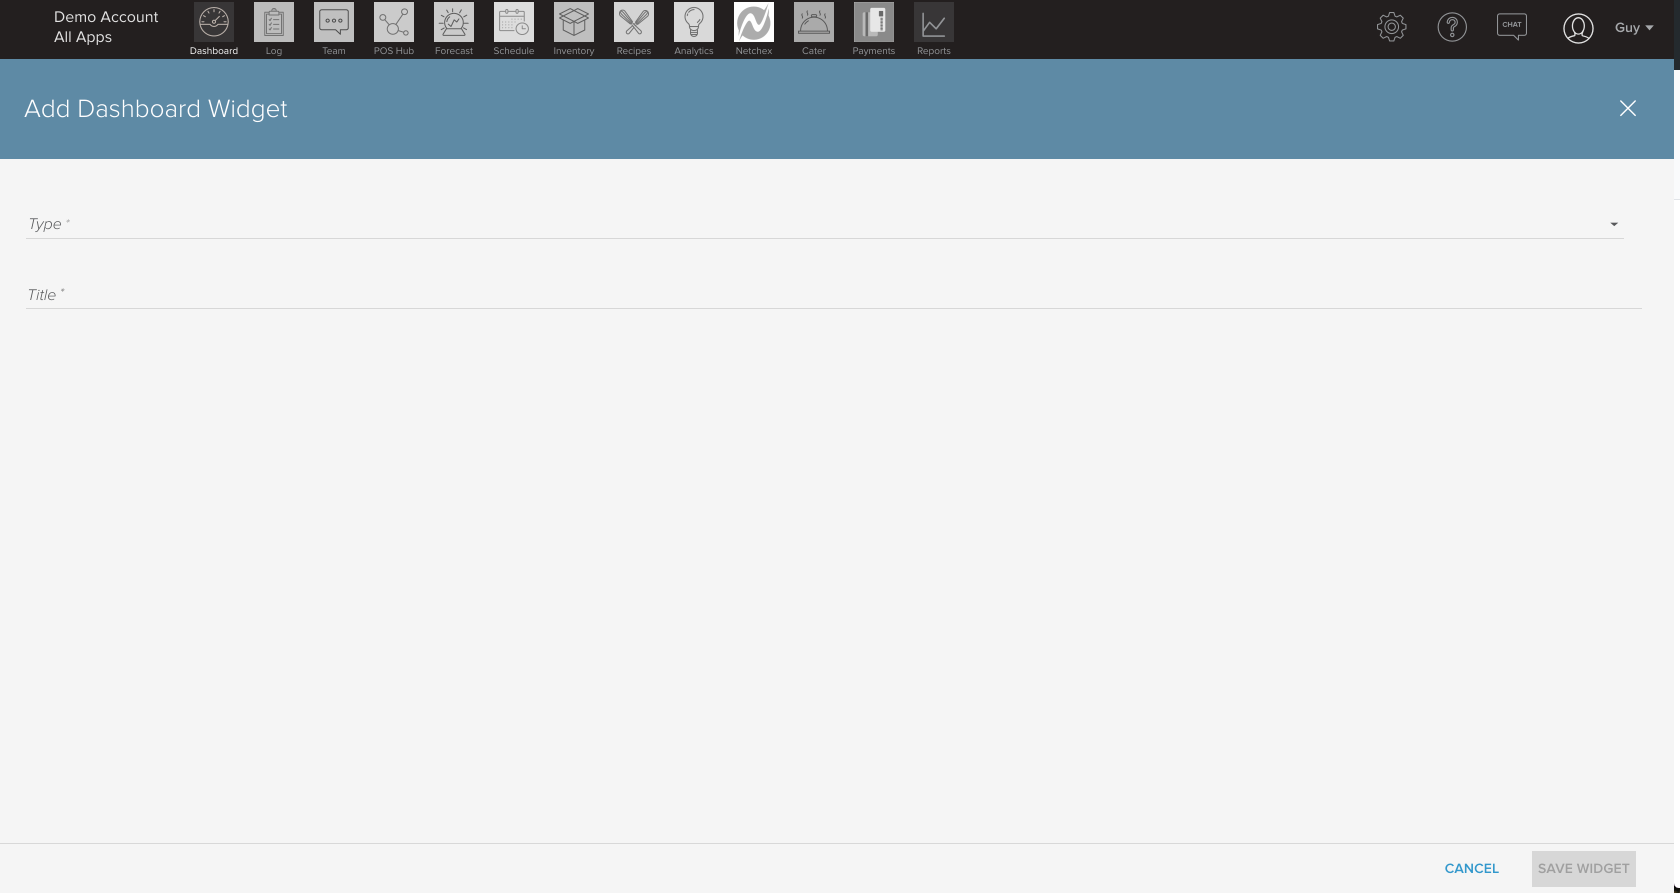 Demo Account
All Apps
Dashboard
Log
Team
POS Hub
Forecast
Schedule
Inventory
Recipes
Analytics
Netchex
Cater
Payments
Reports
CHAT
Guy
Add Dashboard Widget
Type *
Title *
CANCEL
SAVE WIDGET